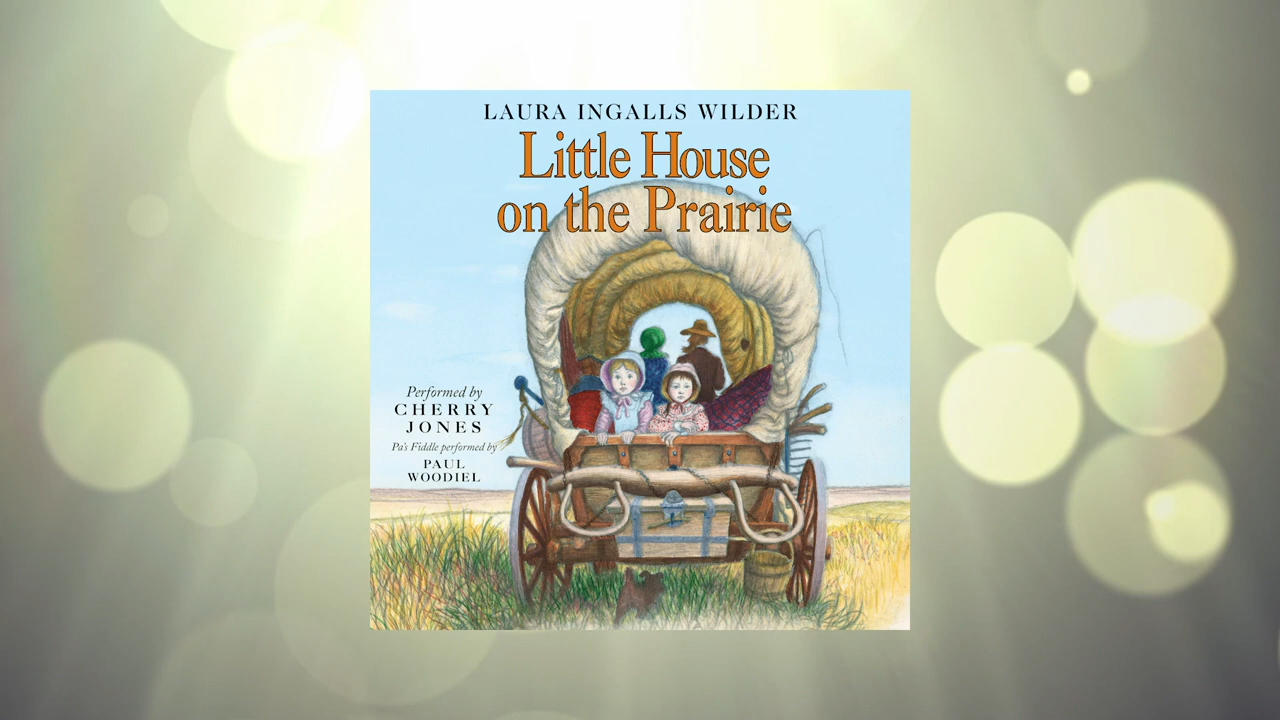 LAURA INGALLS WILDER
Little House
on the Prairie
Performed by
CHERRY
JONES
Pa's Fiddle performed by
PAUL
WOODIEL